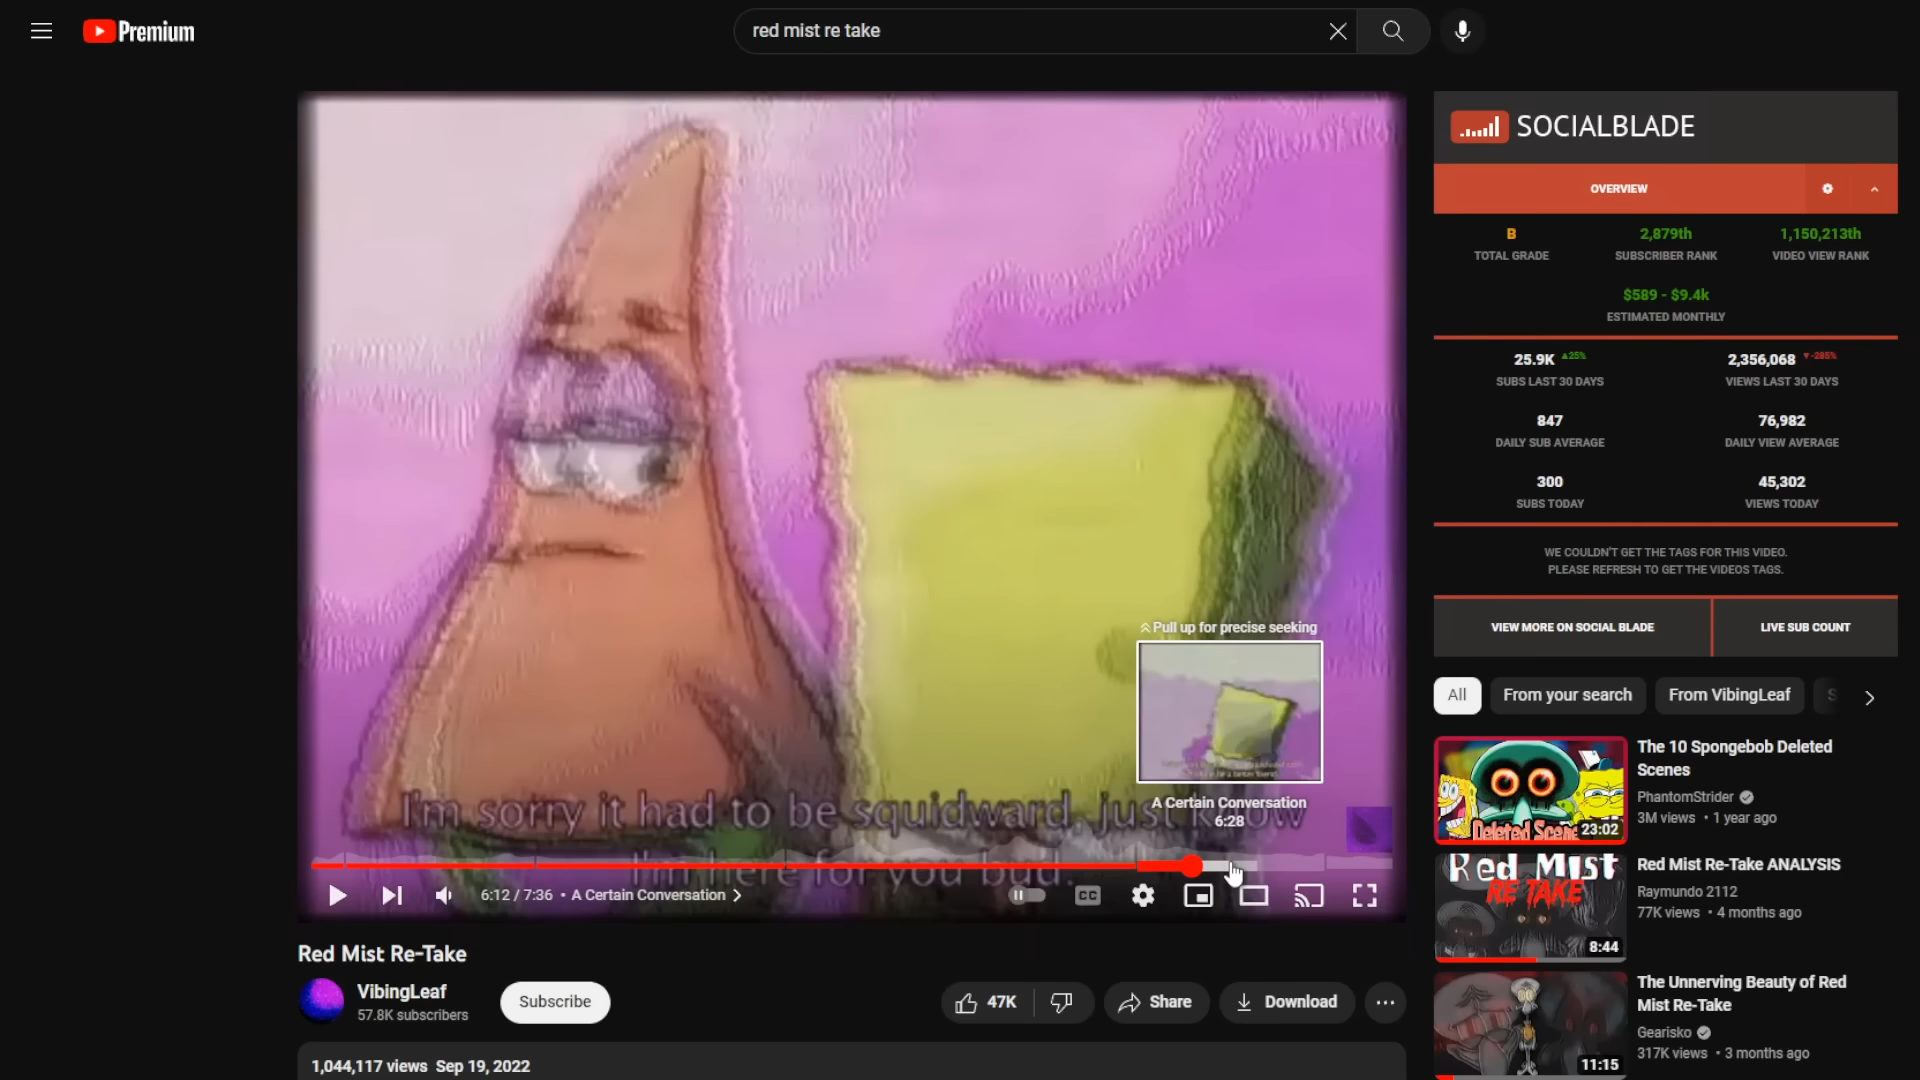 Premium
red mist re take
SOCIALBLADE
OVERVIEW
B
2,879th
1,150,213th
TOTAL GRADE
SUBSCRIBER RANK
VIDEO VIEW RANK
$589 - $9.4k
ESTIMATED MONTHLY
25.9K ▲25%
2,356,068 ▼-285%
SUBS LAST 30 DAYS
VIEWS LAST 30 DAYS
847
76,982
DAILY SUB AVERAGE
DAILY VIEW AVERAGE
300
45,302
SUBS TODAY
VIEWS TODAY
WE COULDN'T GET THE TAGS FOR THIS VIDEO.
PLEASE REFRESH TO GET THE VIDEOS TAGS.
VIEW MORE ON SOCIAL BLADE
LIVE SUB COUNT
Pull up for precise seeking
A Certain Conversation
6:28
I'm sorry it had to be squidward, just know
I'm here for you bud.
6:12 / 7:36 • A Certain Conversation
CC
Red Mist Re-Take
VibingLeaf
57.8K subscribers
Subscribe
47K
Share
Download
1,044,117 views Sep 19, 2022
All
From your search
From VibingLeaf
S
The 10 Spongebob Deleted
Scenes
PhantomStrider
3M views • 1 year ago
Deleted Scene
23:02
Red Mist Re-Take ANALYSIS
Raymundo 2112
77K views • 4 months ago
Red Mist
RE TAKE
8:44
The Unnerving Beauty of Red
Mist Re-Take
Gearisko
317K views • 3 months ago
11:15